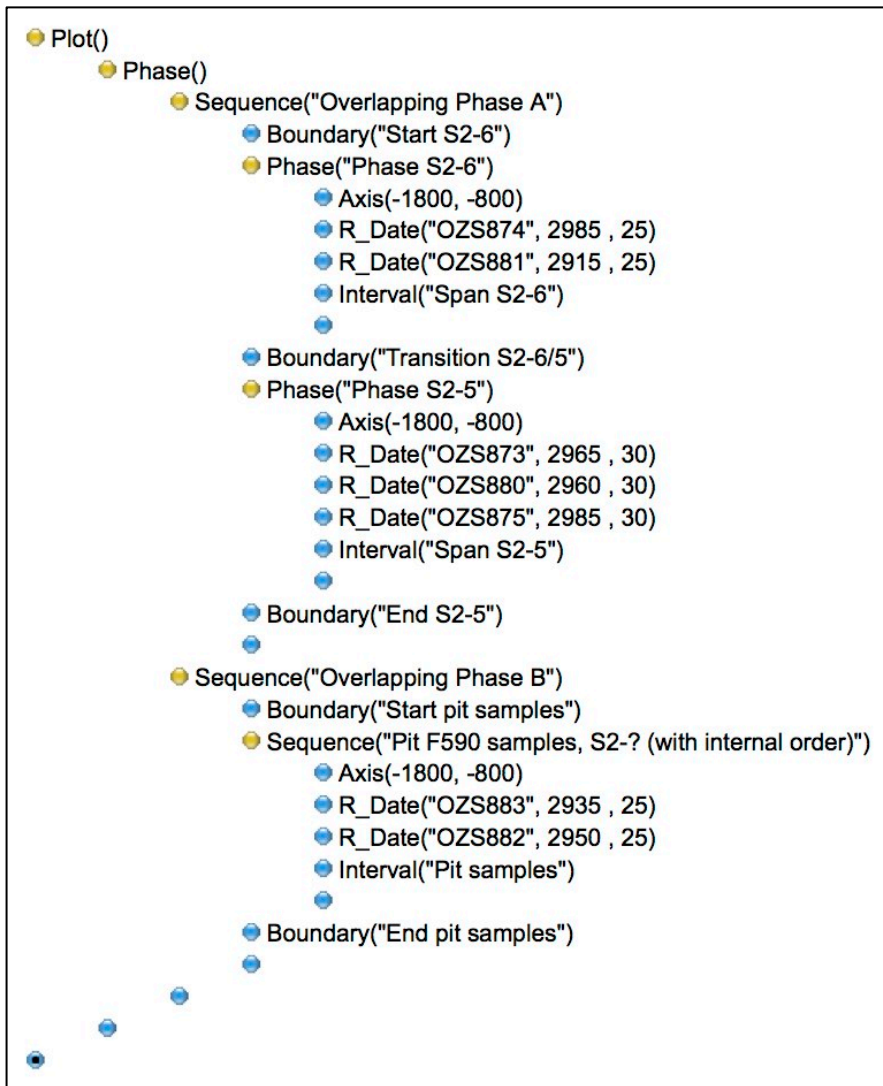 Plot()
Phase()
Sequence("Overlapping Phase A")
Boundary("Start S2-6")
Phase("Phase S2-6")
Axis(-1800, -800)
R_Date("OZS874", 2985 , 25)
R_Date("OZS881", 2915 , 25)
Interval("Span S2-6")
Boundary("Transition S2-6/5")
Phase("Phase S2-5")
Axis(-1800, -800)
R_Date("OZS873", 2965 , 30)
R_Date("OZS880", 2960 , 30)
R_Date("OZS875", 2985 , 30)
Interval("Span S2-5")
Boundary("End S2-5")
Sequence("Overlapping Phase B")
Boundary("Start pit samples")
Sequence("Pit F590 samples, S2-? (with internal order)")
Axis(-1800, -800)
R_Date("OZS883", 2935 , 25)
R_Date("OZS882", 2950 , 25)
Interval("Pit samples")
Boundary("End pit samples")